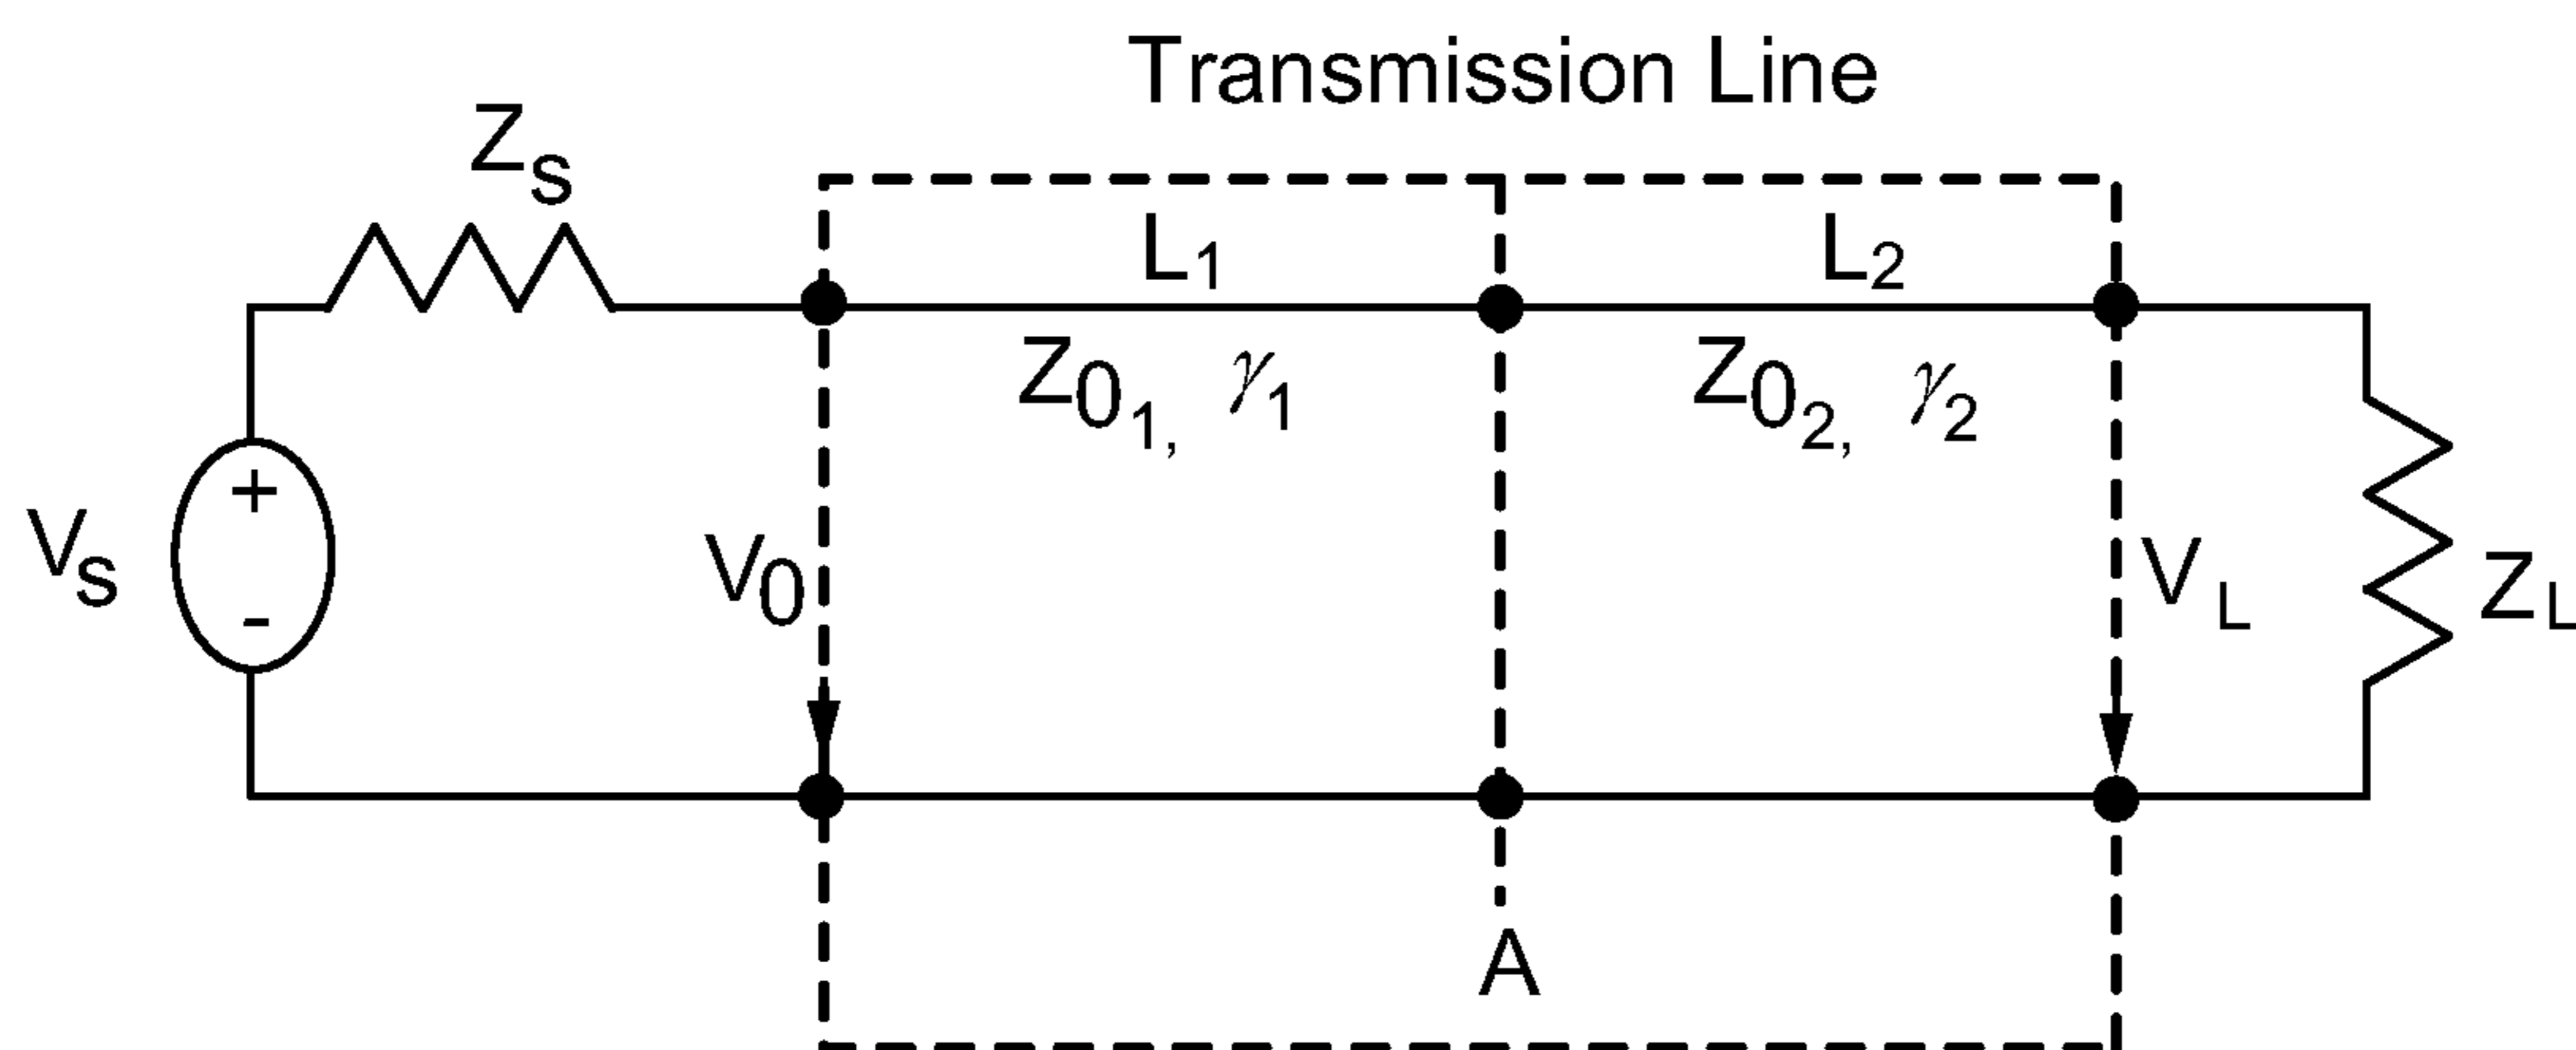 Transmission Line
Zs
L1 L2
Z01, γ1 Z02, γ2
+
Vs V0 VL ZL
-
A